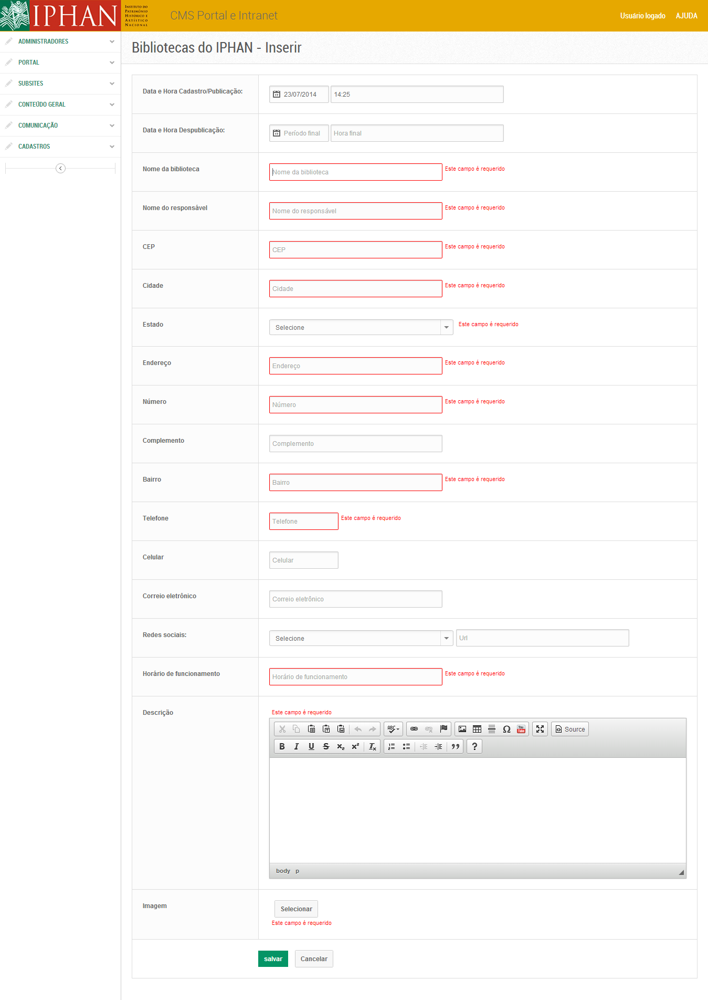 IPHAN
INSTITUTO DO
PATRIMÔNIO
HISTÓRICO E
ARTÍSTICO
NACIONAL
CMS Portal e Intranet
Usuário logado
AJUDA
ADMINISTRADORES
PORTAL
SUBSITES
CONTEÚDO GERAL
COMUNICAÇÃO
CADASTROS
Bibliotecas do IPHAN - Inserir
Data e Hora Cadastro/Publicação:
17 23/07/2014
14:25
Data e Hora Despublicação:
17 Período final
Hora final
Nome da biblioteca
Nome da biblioteca
Este campo é requerido
Nome do responsável
Nome do responsável
Este campo é requerido
CEP
CEP
Este campo é requerido
Cidade
Cidade
Este campo é requerido
Estado
Selecione
Este campo é requerido
Endereço
Endereço
Este campo é requerido
Número
Número
Este campo é requerido
Complemento
Complemento
Bairro
Bairro
Este campo é requerido
Telefone
Telefone
Este campo é requerido
Celular
Celular
Correio eletrônico
Correio eletrônico
Redes sociais:
Selecione
Url
Horário de funcionamento
Horário de funcionamento
Este campo é requerido
Descrição
Este campo é requerido
ABC Ω You Tube Source
B I U S x₂ x² Tx ?
body p
Imagem
Selecionar
Este campo é requerido
salvar
Cancelar